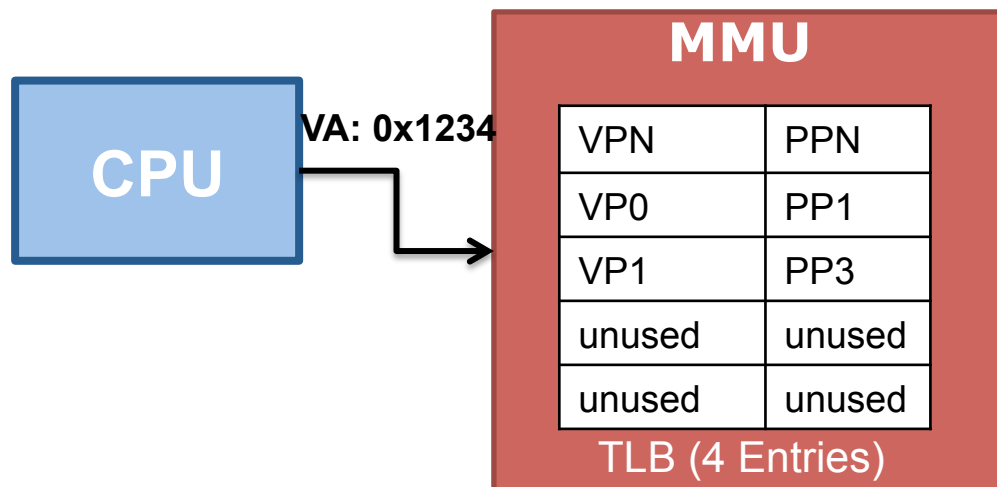 MMU
CPU
VA: 0x1234
VPN PPN
VP0 PP1
VP1 PP3
unused unused
unused unused
TLB (4 Entries)